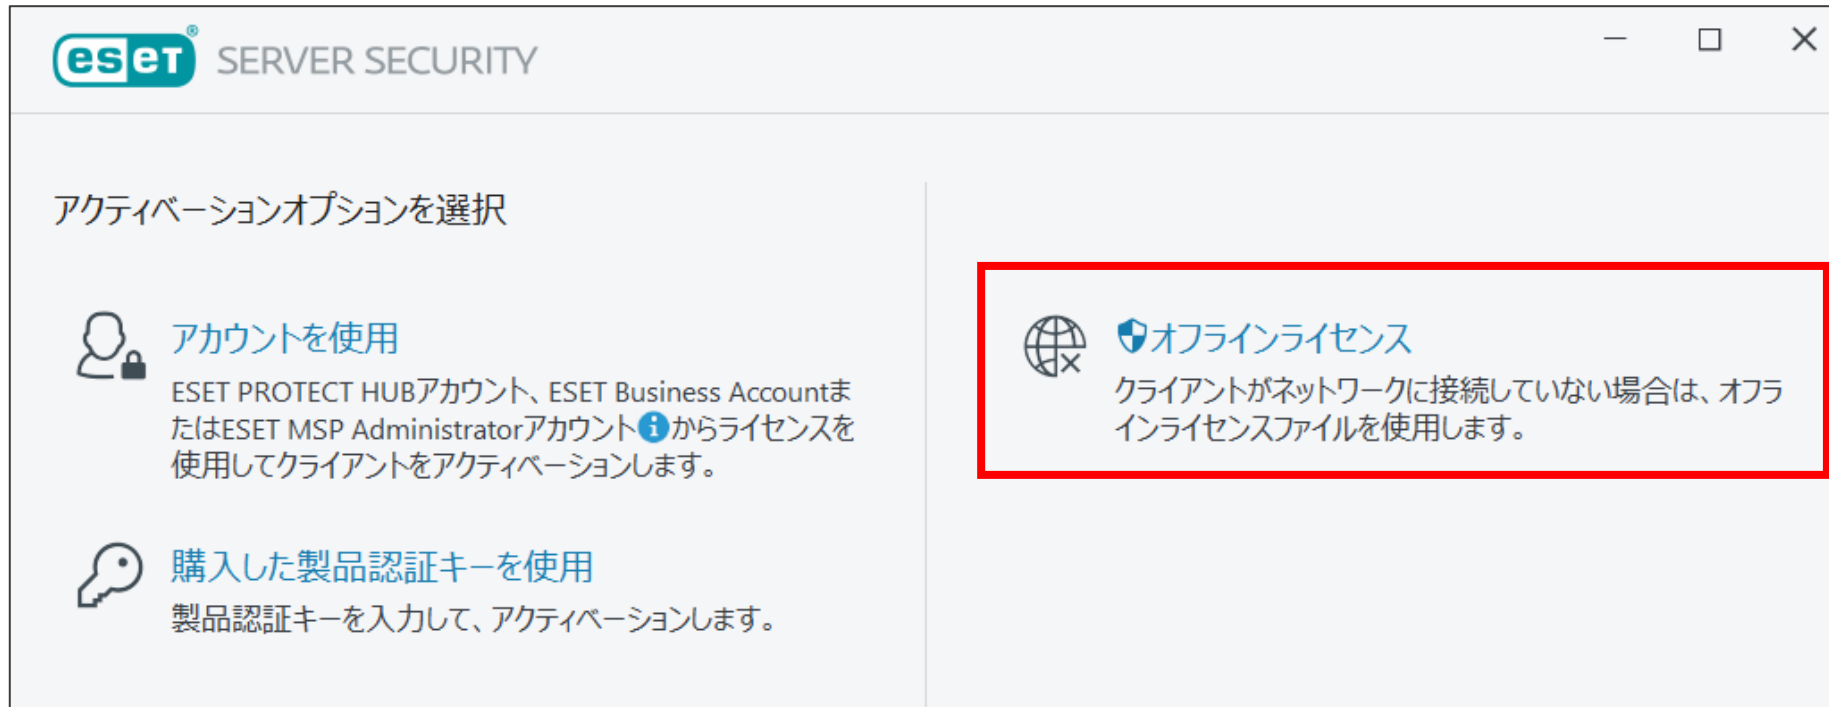 eset® SERVER SECURITY
アクティベーションオプションを選択
アカウントを使用
ESET PROTECT HUBアカウント、ESET Business Accountま
たはESET MSP Administratorアカウントiからライセンスを
使用してクライアントをアクティベーションします。
購入した製品認証キーを使用
製品認証キーを入力して、アクティベーションします。
オフラインライセンス
クライアントがネットワークに接続していない場合は、オフラ
インライセンスファイルを使用します。